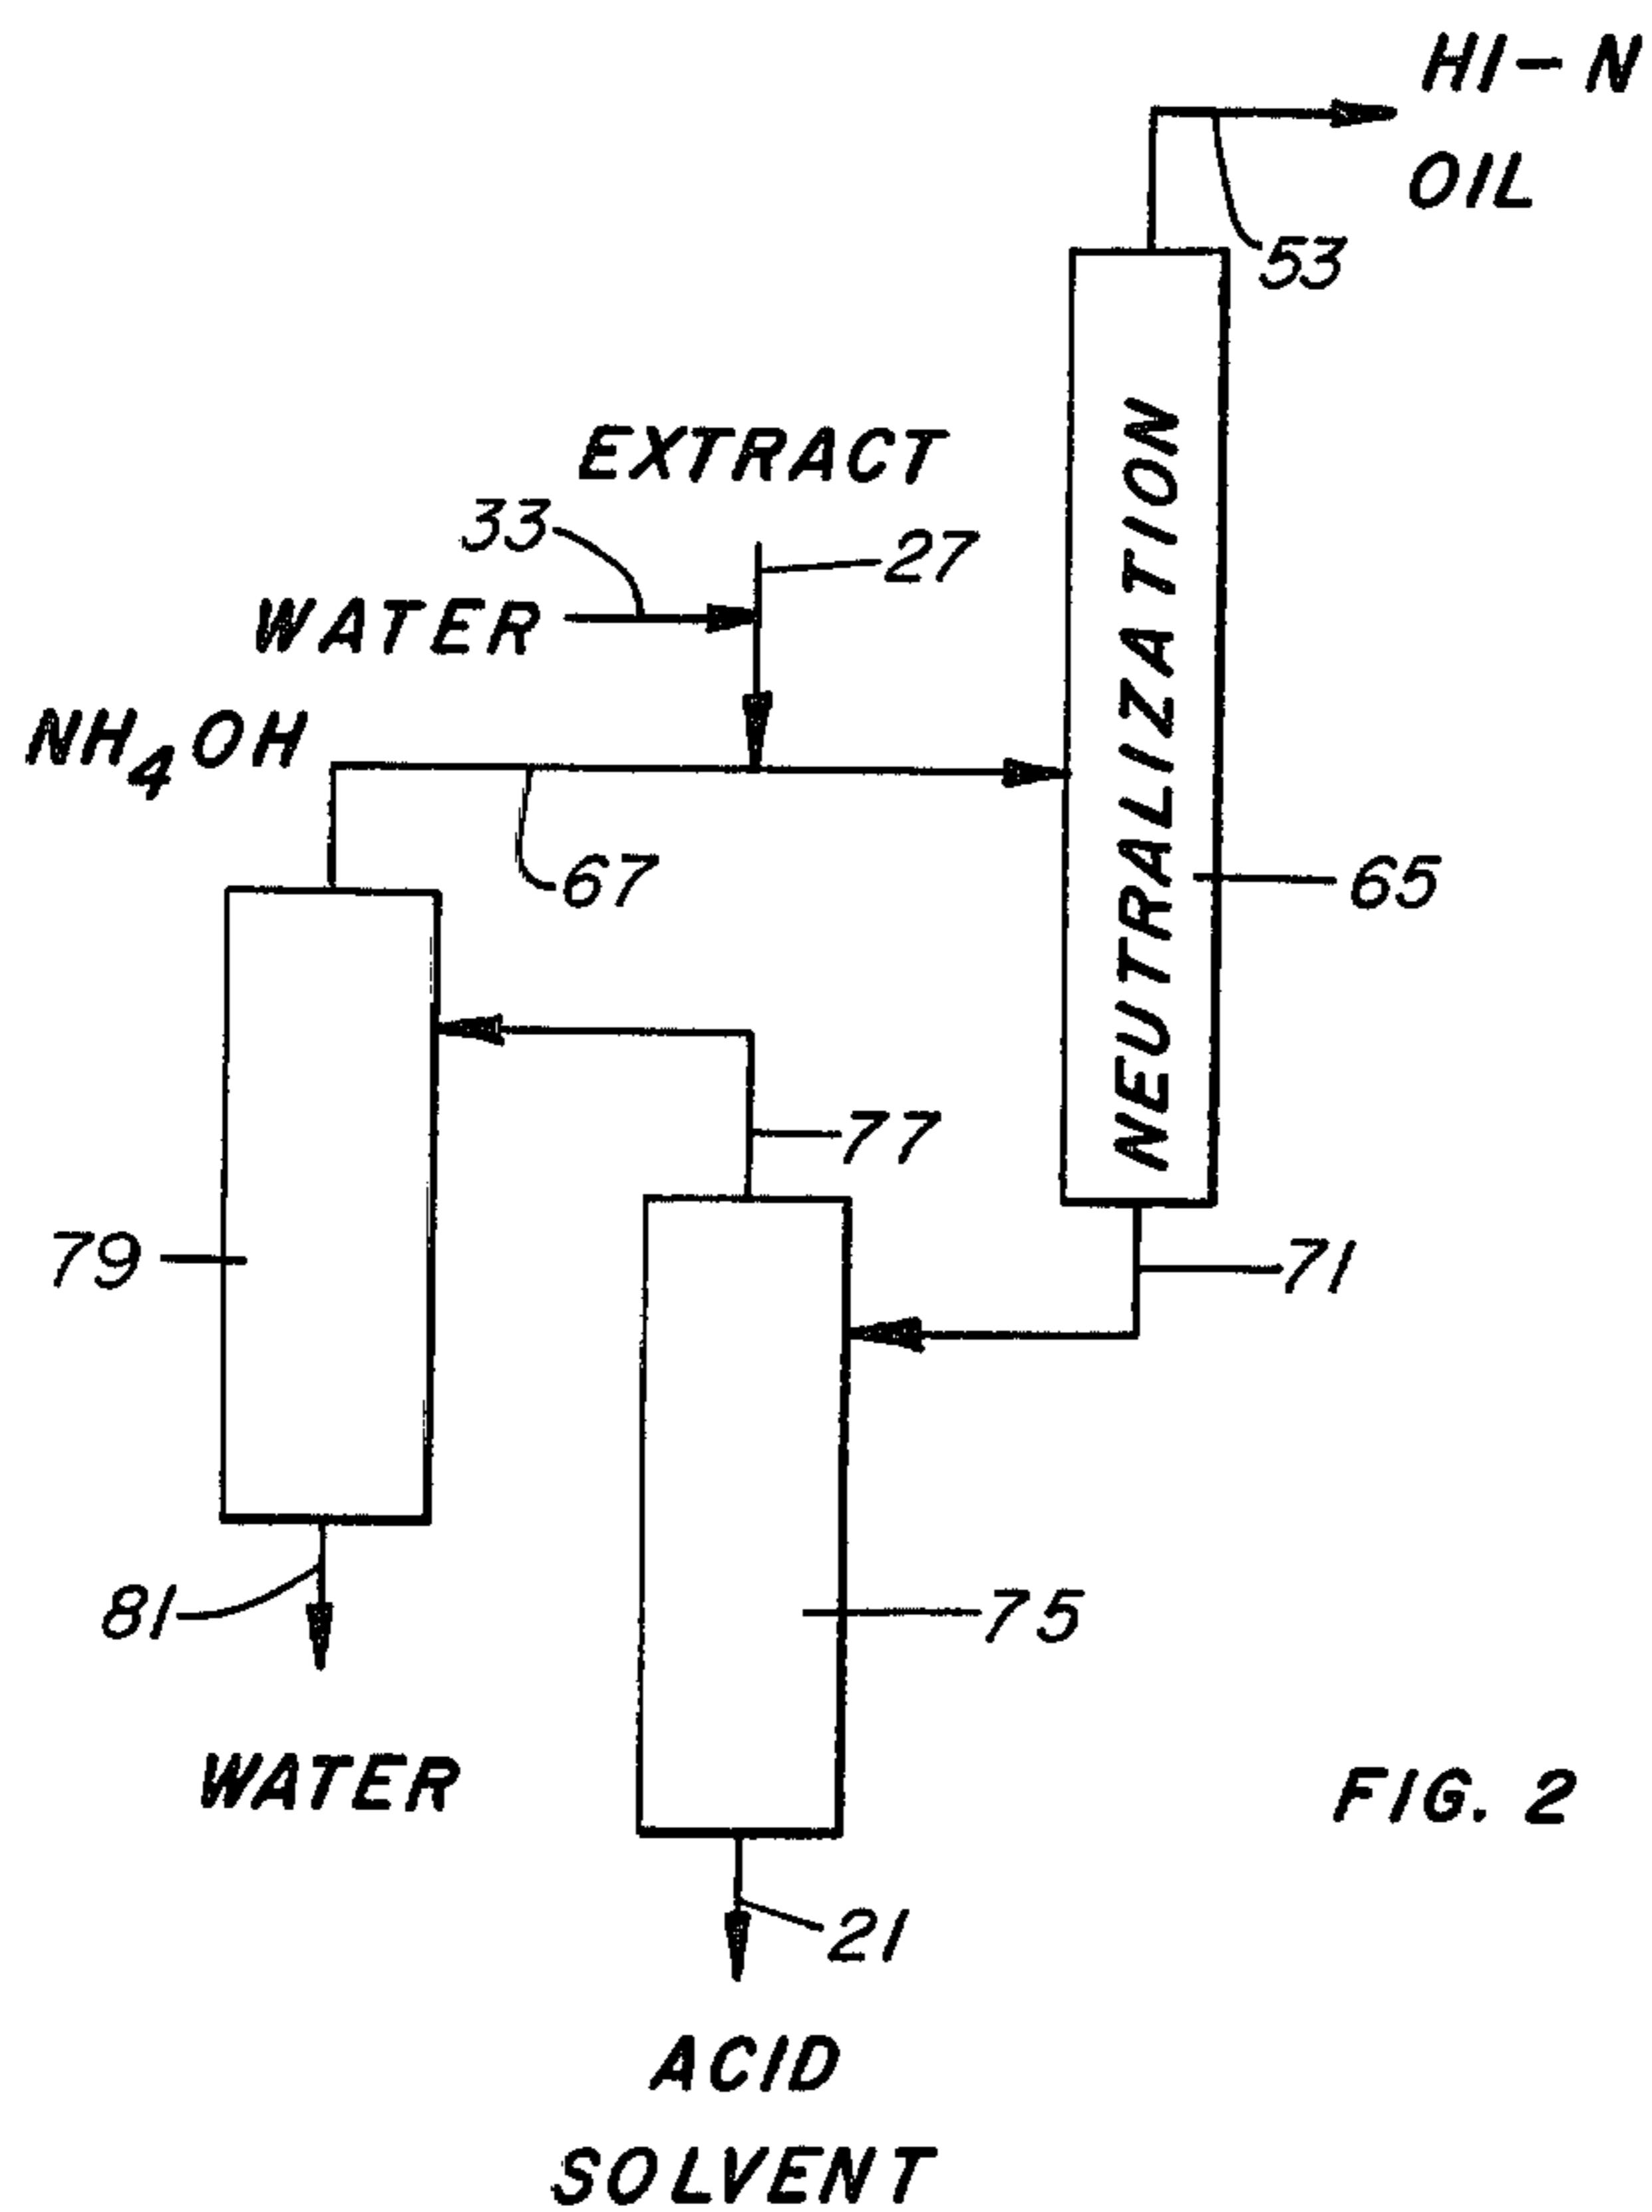 HI-N
OIL
53
EXTRACT
33
27
WATER
NH₄OH
67
NEUTRALIZATION
65
77
79
71
81
75
WATER
FIG. 2
21
ACID
SOLVENT